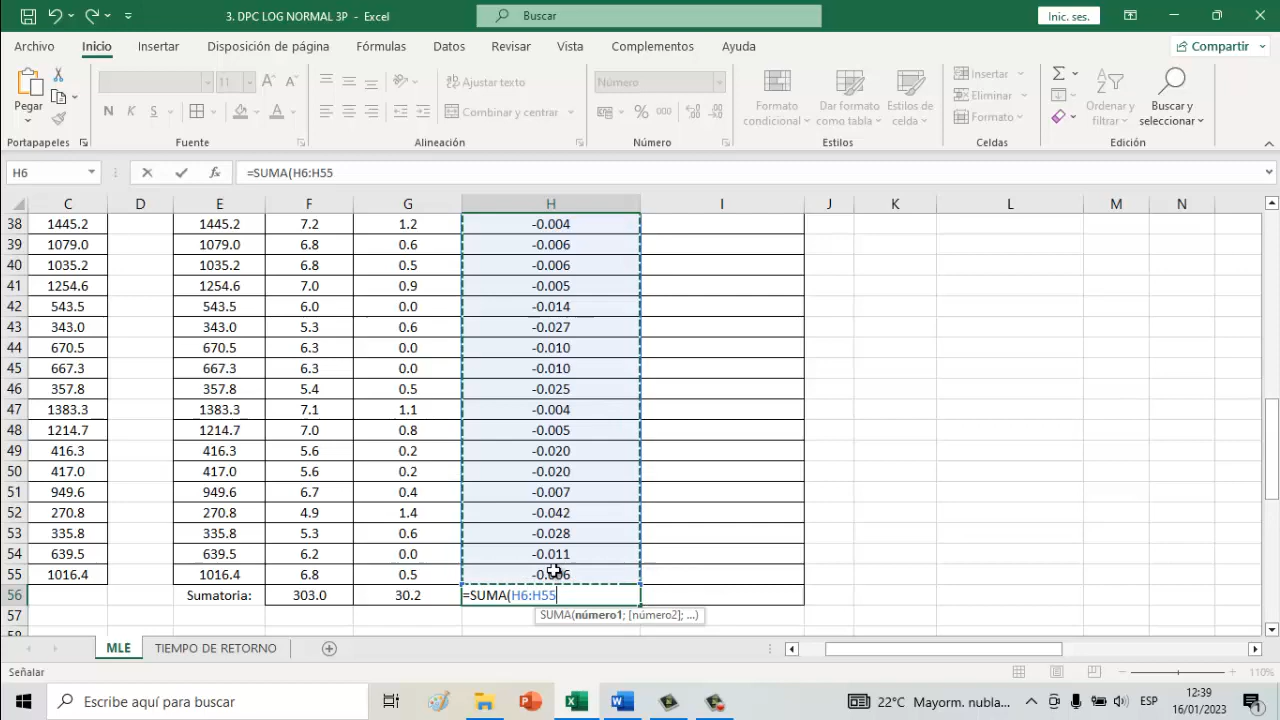 3. DPC LOG NORMAL 3P - Excel
Buscar
Inic. ses.
Archivo Inicio Insertar Disposición de página Fórmulas Datos Revisar Vista Complementos Ayuda Compartir
Pegar
Portapapeles
11
N K S
Fuente
Ajustar texto
Combinar y centrar
Alineación
Número
% 000
Número
Formato condicional
Dar formato como tabla
Estilos de celda
Estilos
Insertar
Eliminar
Formato
Celdas
Ordenar y filtrar
Buscar y seleccionar
Edición
H6 fx =SUMA(H6:H55
C D E F G H I J K L M N
38 1445.2 1445.2 7.2 1.2 -0.004
39 1079.0 1079.0 6.8 0.6 -0.006
40 1035.2 1035.2 6.8 0.5 -0.006
41 1254.6 1254.6 7.0 0.9 -0.005
42 543.5 543.5 6.0 0.0 -0.014
43 343.0 343.0 5.3 0.6 -0.027
44 670.5 670.5 6.3 0.0 -0.010
45 667.3 667.3 6.3 0.0 -0.010
46 357.8 357.8 5.4 0.5 -0.025
47 1383.3 1383.3 7.1 1.1 -0.004
48 1214.7 1214.7 7.0 0.8 -0.005
49 416.3 416.3 5.6 0.2 -0.020
50 417.0 417.0 5.6 0.2 -0.020
51 949.6 949.6 6.7 0.4 -0.007
52 270.8 270.8 4.9 1.4 -0.042
53 335.8 335.8 5.3 0.6 -0.028
54 639.5 639.5 6.2 0.0 -0.011
55 1016.4 1016.4 6.8 0.5 -0.006
56 Sumatoria: 303.0 30.2 =SUMA(H6:H55
57 SUMA(número1; [número2]; ...)
58
MLE TIEMPO DE RETORNO
Señalar 110%
Escribe aquí para buscar
22°C Mayorm. nubla... ESP 12:39
16/01/2023
1